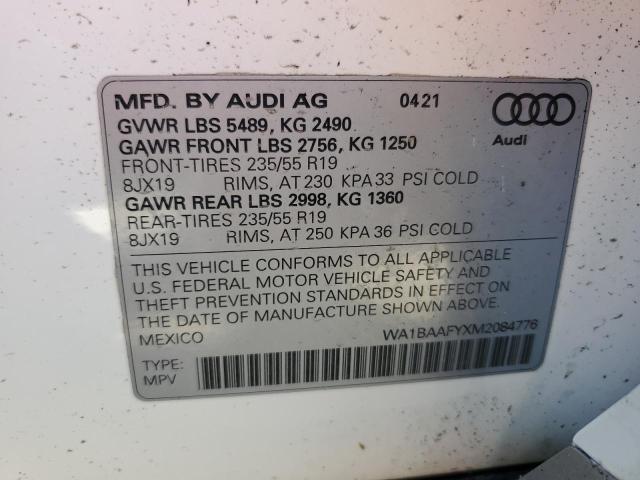 MFD. BY AUDI AG 0421
GVWR LBS 5489, KG 2490
GAWR FRONT LBS 2756, KG 1250
Audi
FRONT-TIRES 235/55 R19
8JX19 RIMS, AT 230 KPA 33 PSI COLD
GAWR REAR LBS 2998, KG 1360
REAR-TIRES 235/55 R19
8JX19 RIMS, AT 250 KPA 36 PSI COLD
THIS VEHICLE CONFORMS TO ALL APPLICABLE
U.S. FEDERAL MOTOR VEHICLE SAFETY AND
THEFT PREVENTION STANDARDS IN EFFECT ON
THE DATE OF MANUFACTURE SHOWN ABOVE.
MEXICO WA1BAAFYXM2084776
TYPE:
MPV